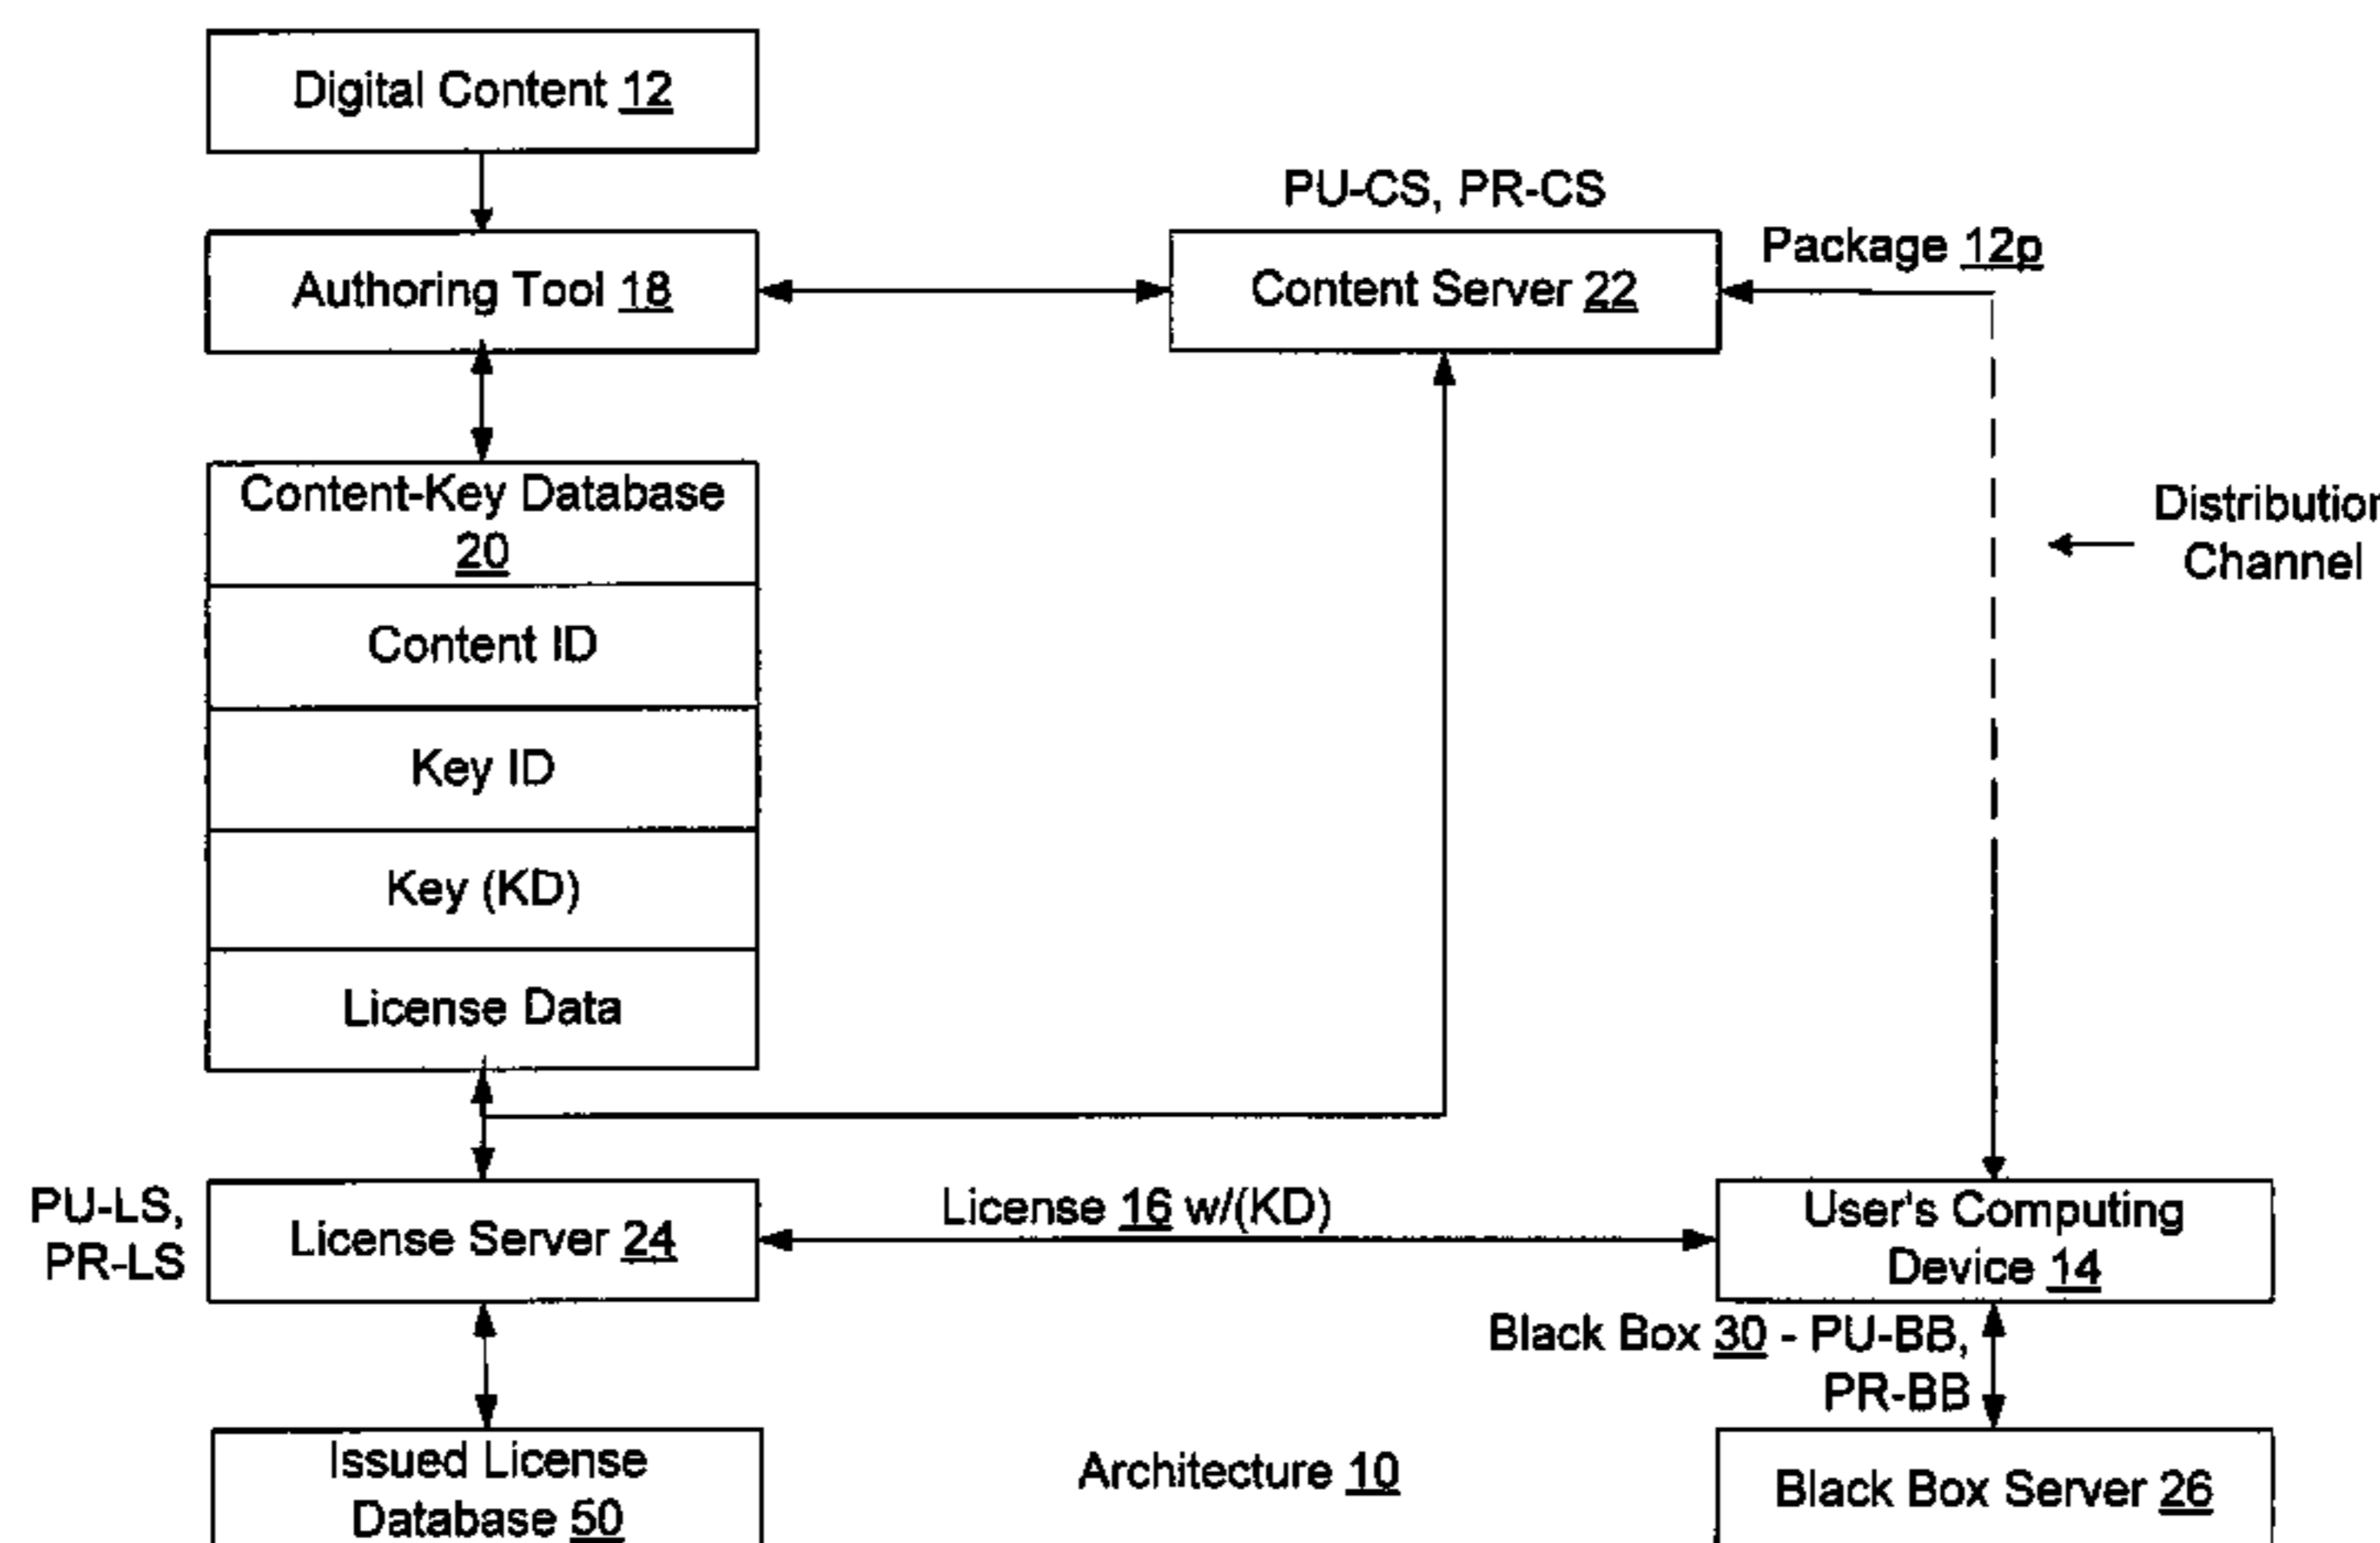 Digital Content 12
PU-CS, PR-CS
Package 12p
Authoring Tool 18
Content Server 22
Content-Key Database
20
Distribution
Channel
Content ID
Key ID
Key (KD)
License Data
PU-LS,
PR-LS
License Server 24
License 16 w/(KD)
User's Computing
Device 14
Black Box 30 - PU-BB,
PR-BB
Issued License
Database 50
Architecture 10
Black Box Server 26